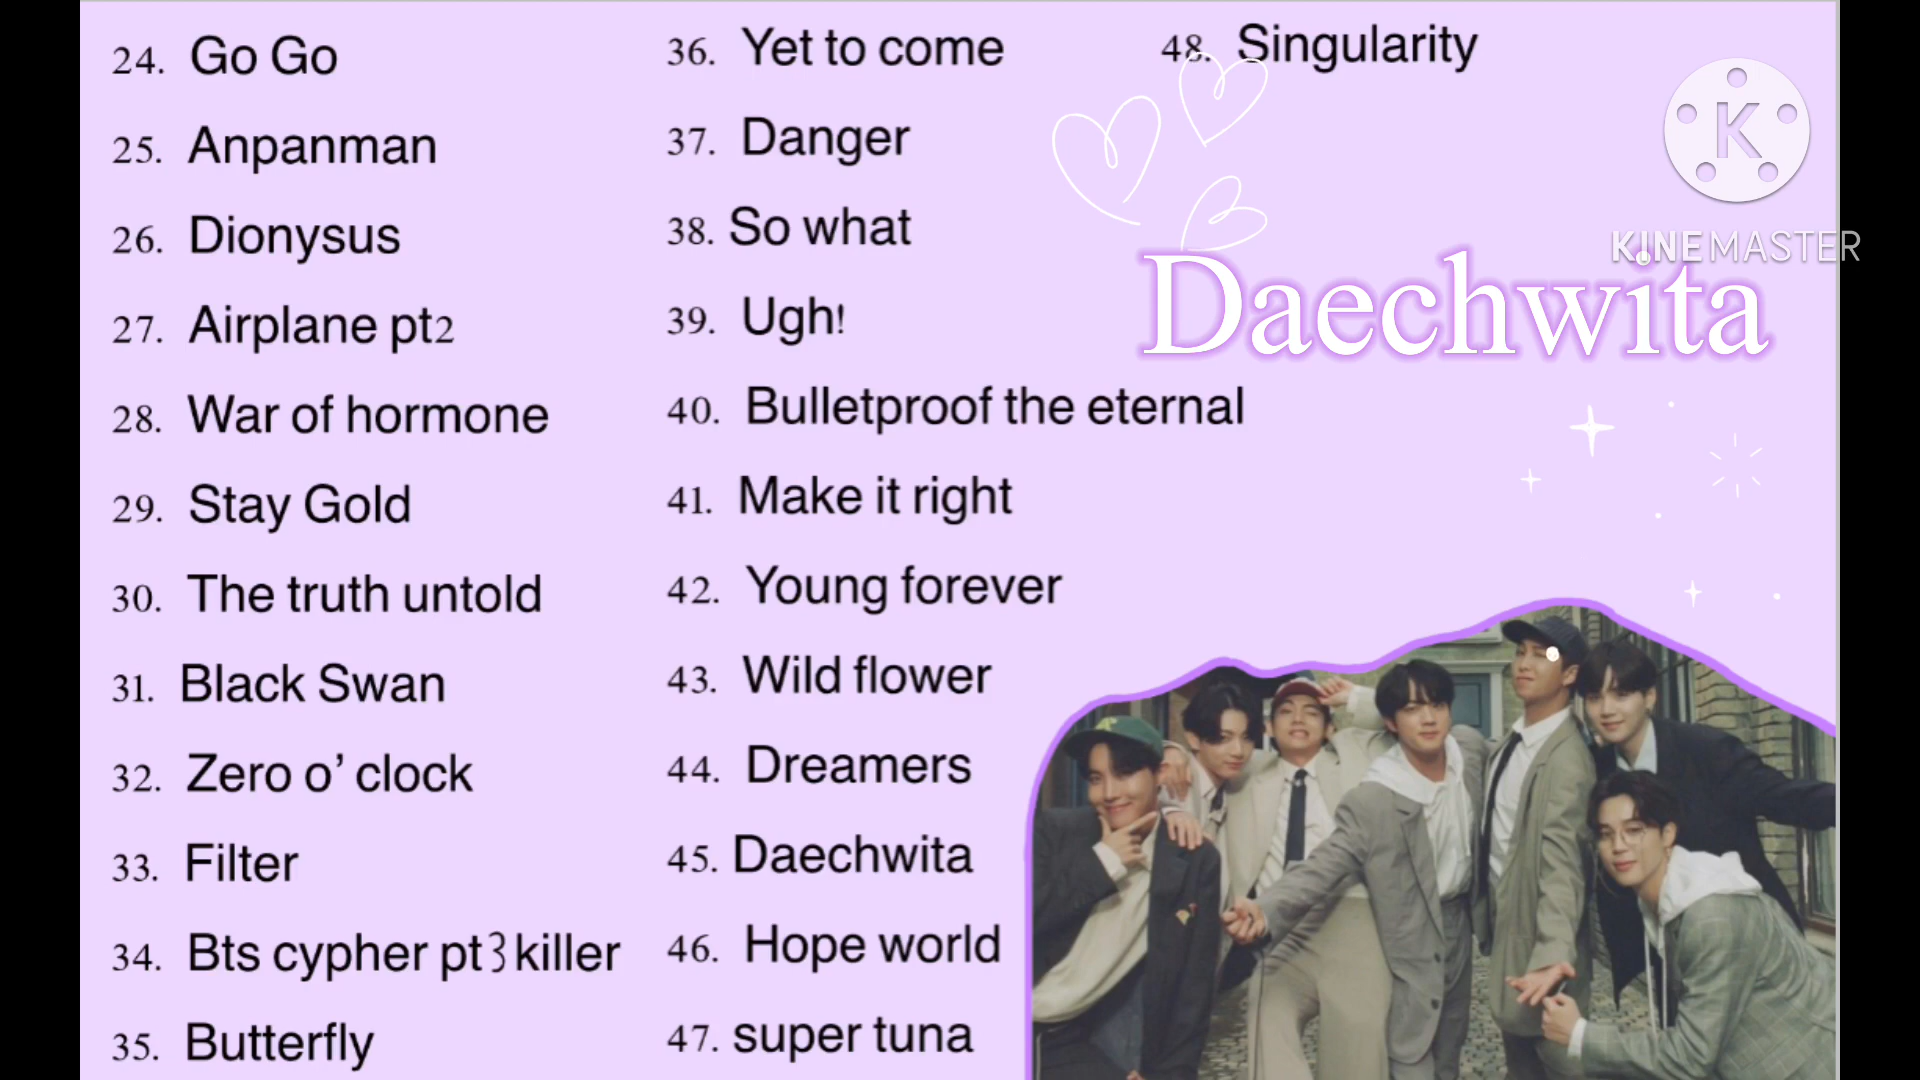 24. Go Go
25. Anpanman
26. Dionysus
27. Airplane pt2
28. War of hormone
29. Stay Gold
30. The truth untold
31. Black Swan
32. Zero o’ clock
33. Filter
34. Bts cypher pt 3 killer
35. Butterfly
36. Yet to come
37. Danger
38. So what
39. Ugh!
40. Bulletproof the eternal
41. Make it right
42. Young forever
43. Wild flower
44. Dreamers
45. Daechwita
46. Hope world
47. super tuna
48. Singularity
K
KINEMASTER
Daechwita